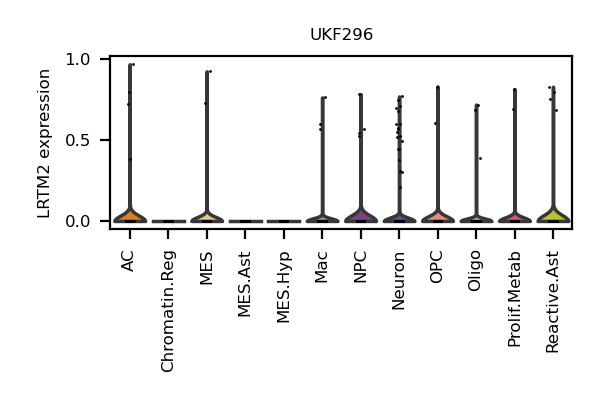 UKF296
LRTM2 expression
1.0
0.5
0.0
AC
Chromatin.Reg
MES
MES.Ast
MES.Hyp
Mac
NPC
Neuron
OPC
Oligo
Prolif.Metab
Reactive.Ast